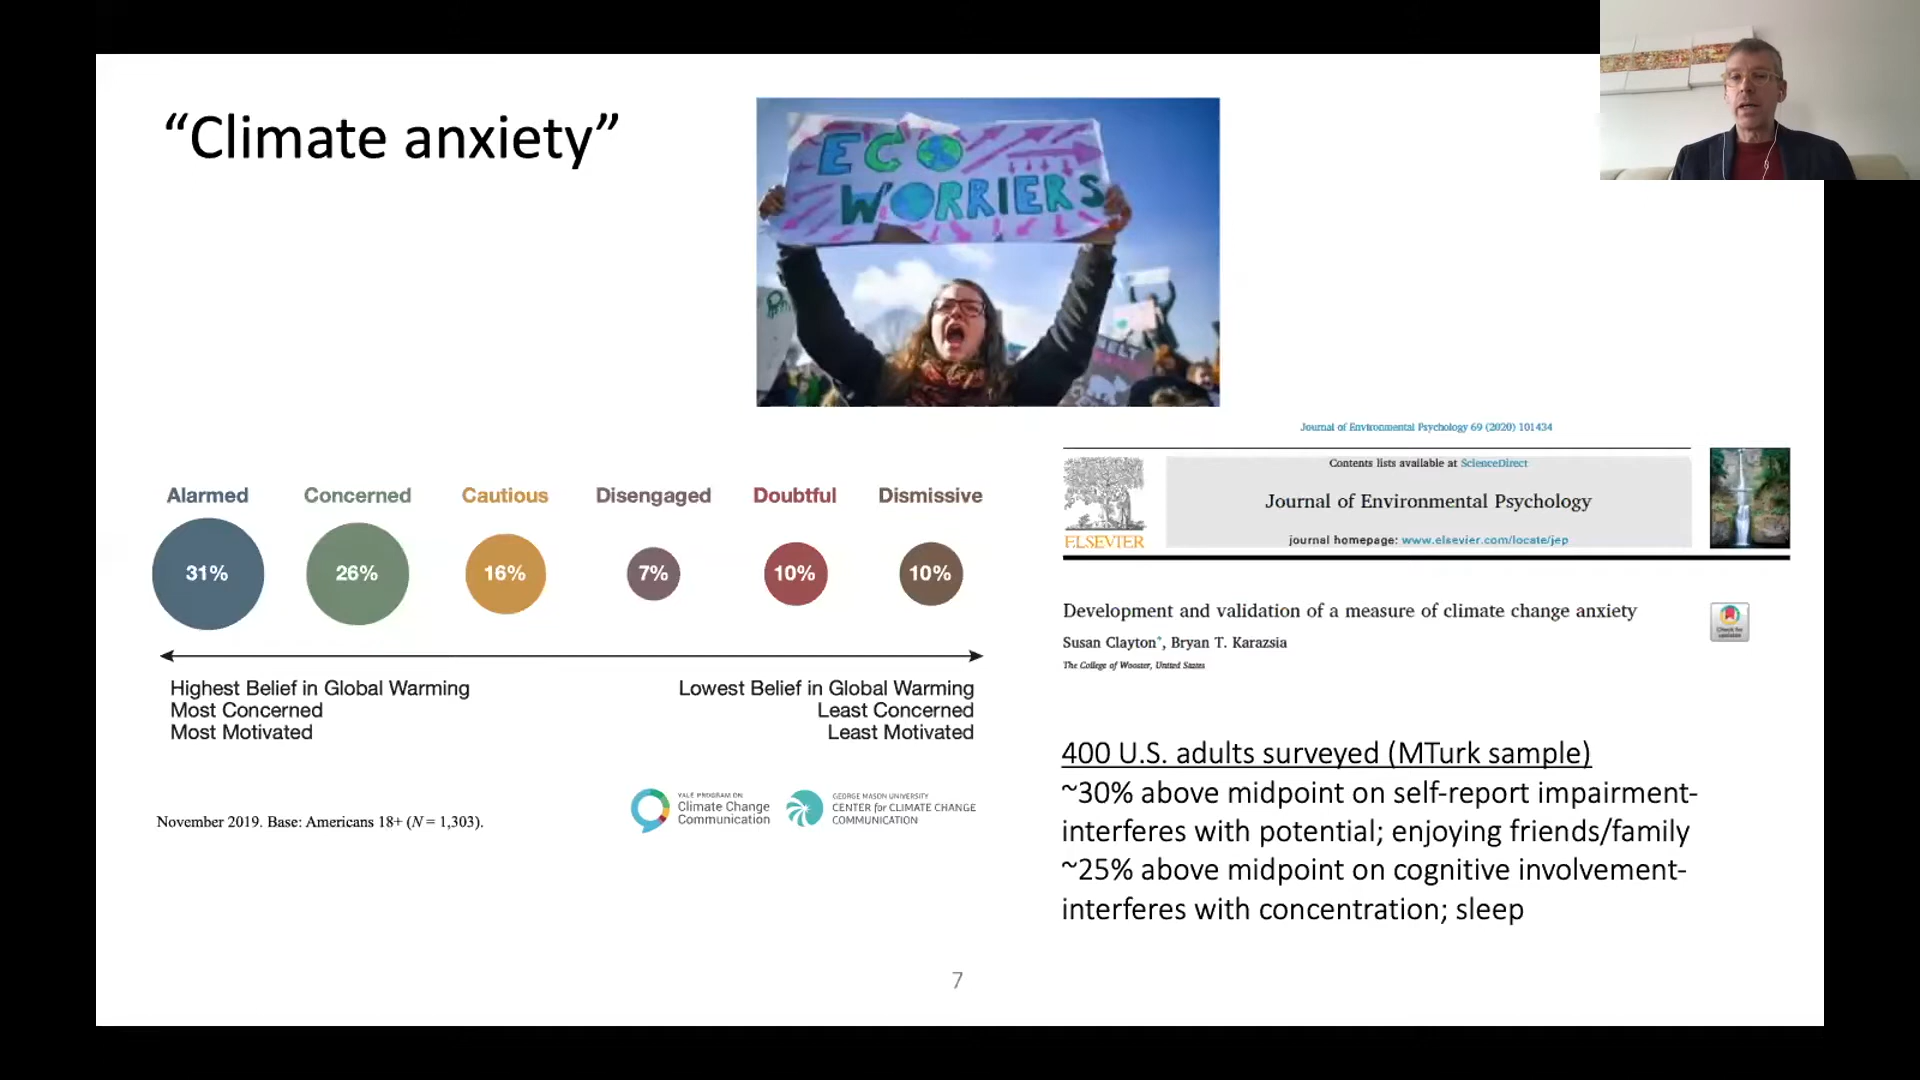 “Climate anxiety”
ECO
WORRIERS
Journal of Environmental Psychology 69 (2020) 101434
Contents lists available at ScienceDirect
Journal of Environmental Psychology
journal homepage: www.elsevier.com/locate/jep
ELSEVIER
Development and validation of a measure of climate change anxiety
Susan Clayton*, Bryan T. Karazsia
The College of Wooster, United States
Check for
updates
Alarmed Concerned Cautious Disengaged Doubtful Dismissive
31% 26% 16% 7% 10% 10%
Highest Belief in Global Warming
Most Concerned
Most Motivated
Lowest Belief in Global Warming
Least Concerned
Least Motivated
November 2019. Base: Americans 18+ (N = 1,303).
YALE PROGRAM ON
Climate Change
Communication
GEORGE MASON UNIVERSITY
CENTER for CLIMATE CHANGE
COMMUNICATION
400 U.S. adults surveyed (MTurk sample)
~30% above midpoint on self-report impairment-
interferes with potential; enjoying friends/family
~25% above midpoint on cognitive involvement-
interferes with concentration; sleep
7